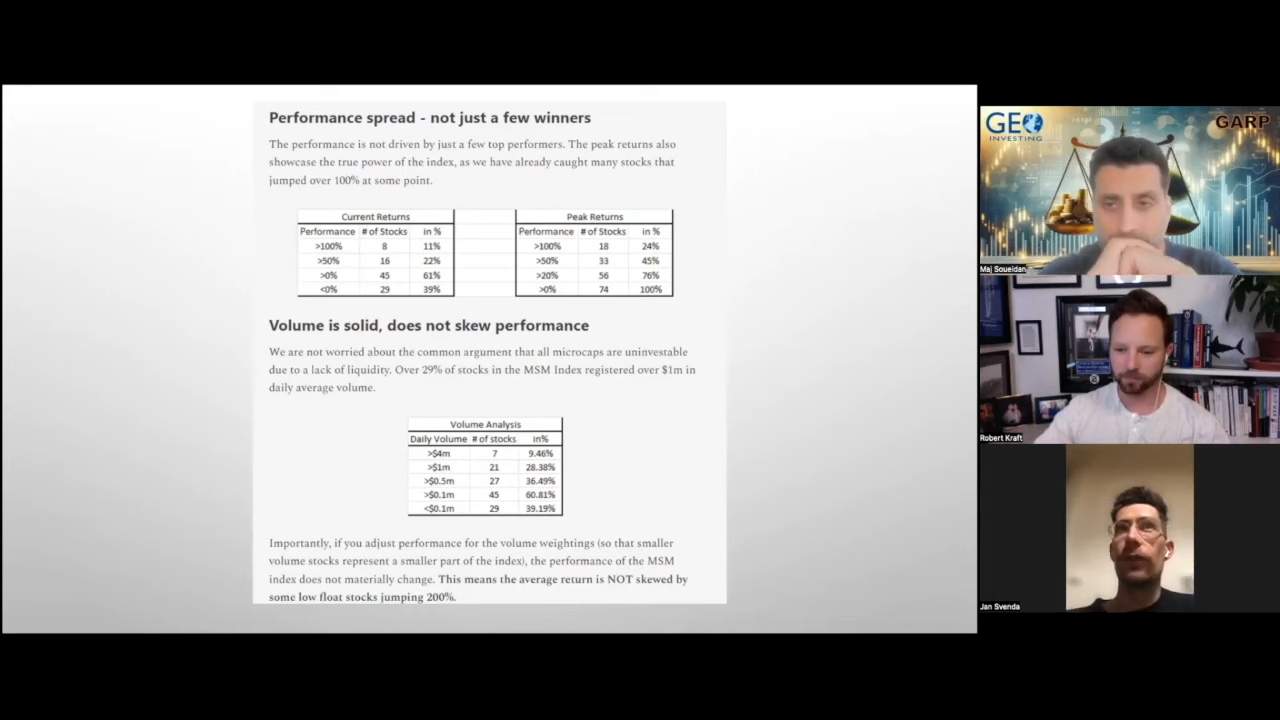 Performance spread - not just a few winners
The performance is not driven by just a few top performers. The peak returns also
showcase the true power of the index, as we have already caught many stocks that
jumped over 100% at some point.
Current Returns
Performance # of Stocks in %
>100% 8 11%
>50% 16 22%
>0% 45 61%
<0% 29 39%
Peak Returns
Performance # of Stocks in %
>100% 18 24%
>50% 33 45%
>20% 56 76%
>0% 74 100%
Volume is solid, does not skew performance
We are not worried about the common argument that all microcaps are uninvestable
due to a lack of liquidity. Over 29% of stocks in the MSM Index registered over $1m in
daily average volume.
Volume Analysis
Daily Volume # of stocks in%
>$4m 7 9.46%
>$1m 21 28.38%
>$0.5m 27 36.49%
>$0.1m 45 60.81%
<$0.1m 29 39.19%
Importantly, if you adjust performance for the volume weightings (so that smaller
volume stocks represent a smaller part of the index), the performance of the MSM
index does not materially change. This means the average return is NOT skewed by
some low float stocks jumping 200%.
GEO
INVESTING
GARP
Maj Soueidan
Robert Kraft
Jan Svenda